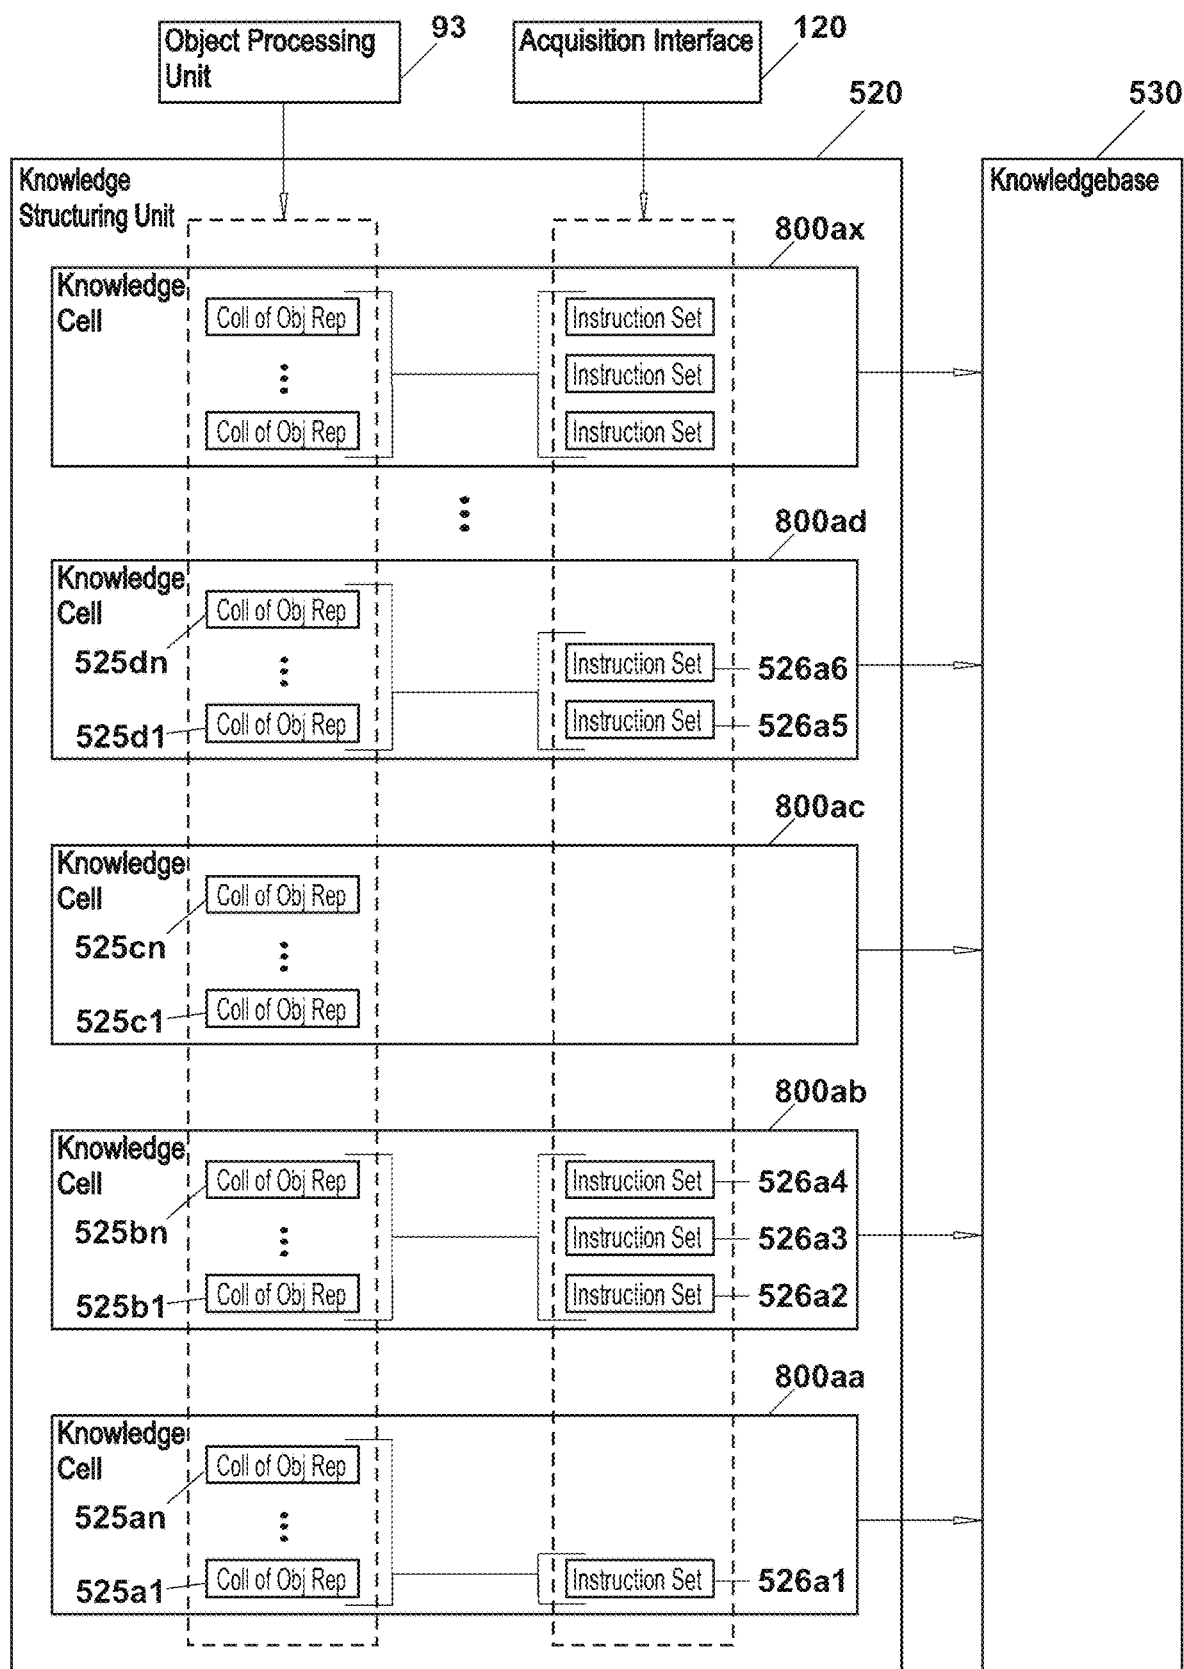 Object Processing
Unit
93
Acquisition Interface
120
520
530
Knowledge
Structuring Unit
Knowledgebase
800ax
Knowledge
Cell
Coll of Obj Rep
Coll of Obj Rep
Instruction Set
Instruction Set
Instruction Set
800ad
Knowledge
Cell
Coll of Obj Rep
525dn
Coll of Obj Rep
525d1
Instruction Set
526a6
Instruction Set
526a5
800ac
Knowledge
Cell
Coll of Obj Rep
525cn
Coll of Obj Rep
525c1
800ab
Knowledge
Cell
Coll of Obj Rep
525bn
Coll of Obj Rep
525b1
Instruction Set
526a4
Instruction Set
526a3
Instruction Set
526a2
800aa
Knowledge
Cell
Coll of Obj Rep
525an
Coll of Obj Rep
525a1
Instruction Set
526a1